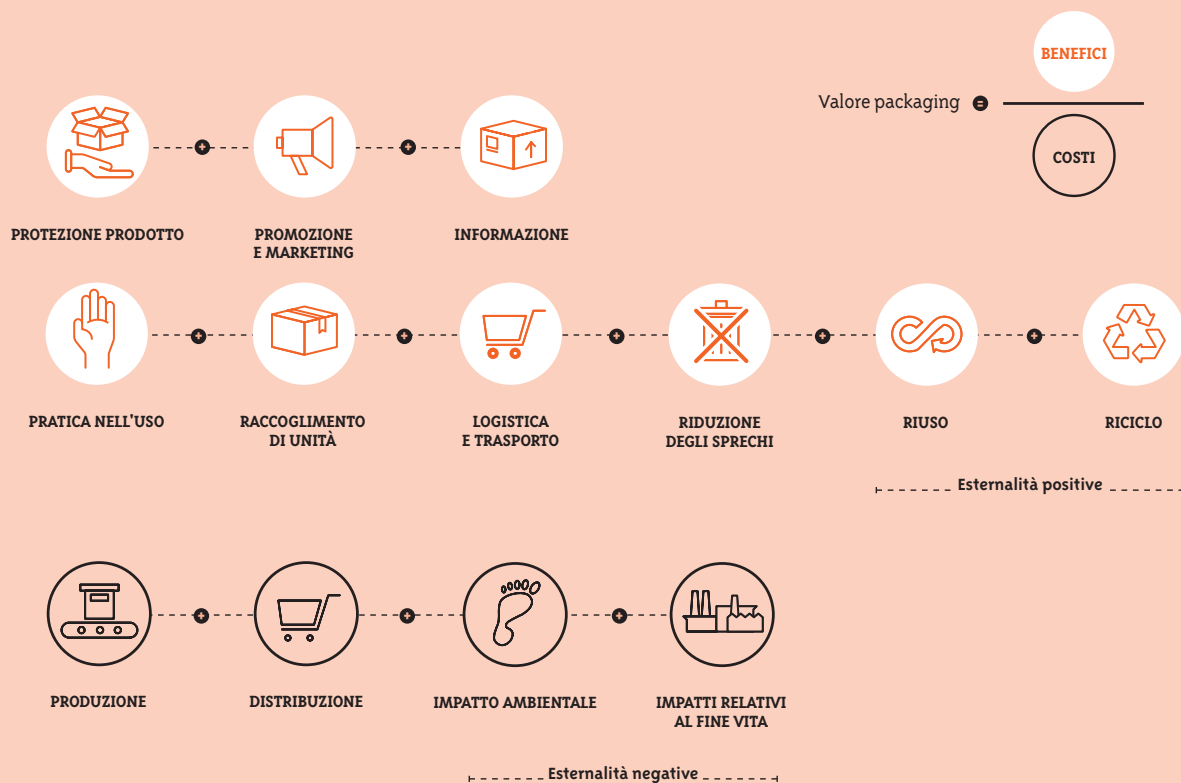 BENEFICI
Valore packaging =
COSTI
PROTEZIONE PRODOTTO
PROMOZIONE
E MARKETING
INFORMAZIONE
PRATICA NELL'USO
RACCOGLIMENTO
DI UNITÀ
LOGISTICA
E TRASPORTO
RIDUZIONE
DEGLI SPRECHI
RIUSO
RICICLO
Esternalità positive
PRODUZIONE
DISTRIBUZIONE
IMPATTO AMBIENTALE
IMPATTI RELATIVI
AL FINE VITA
Esternalità negative